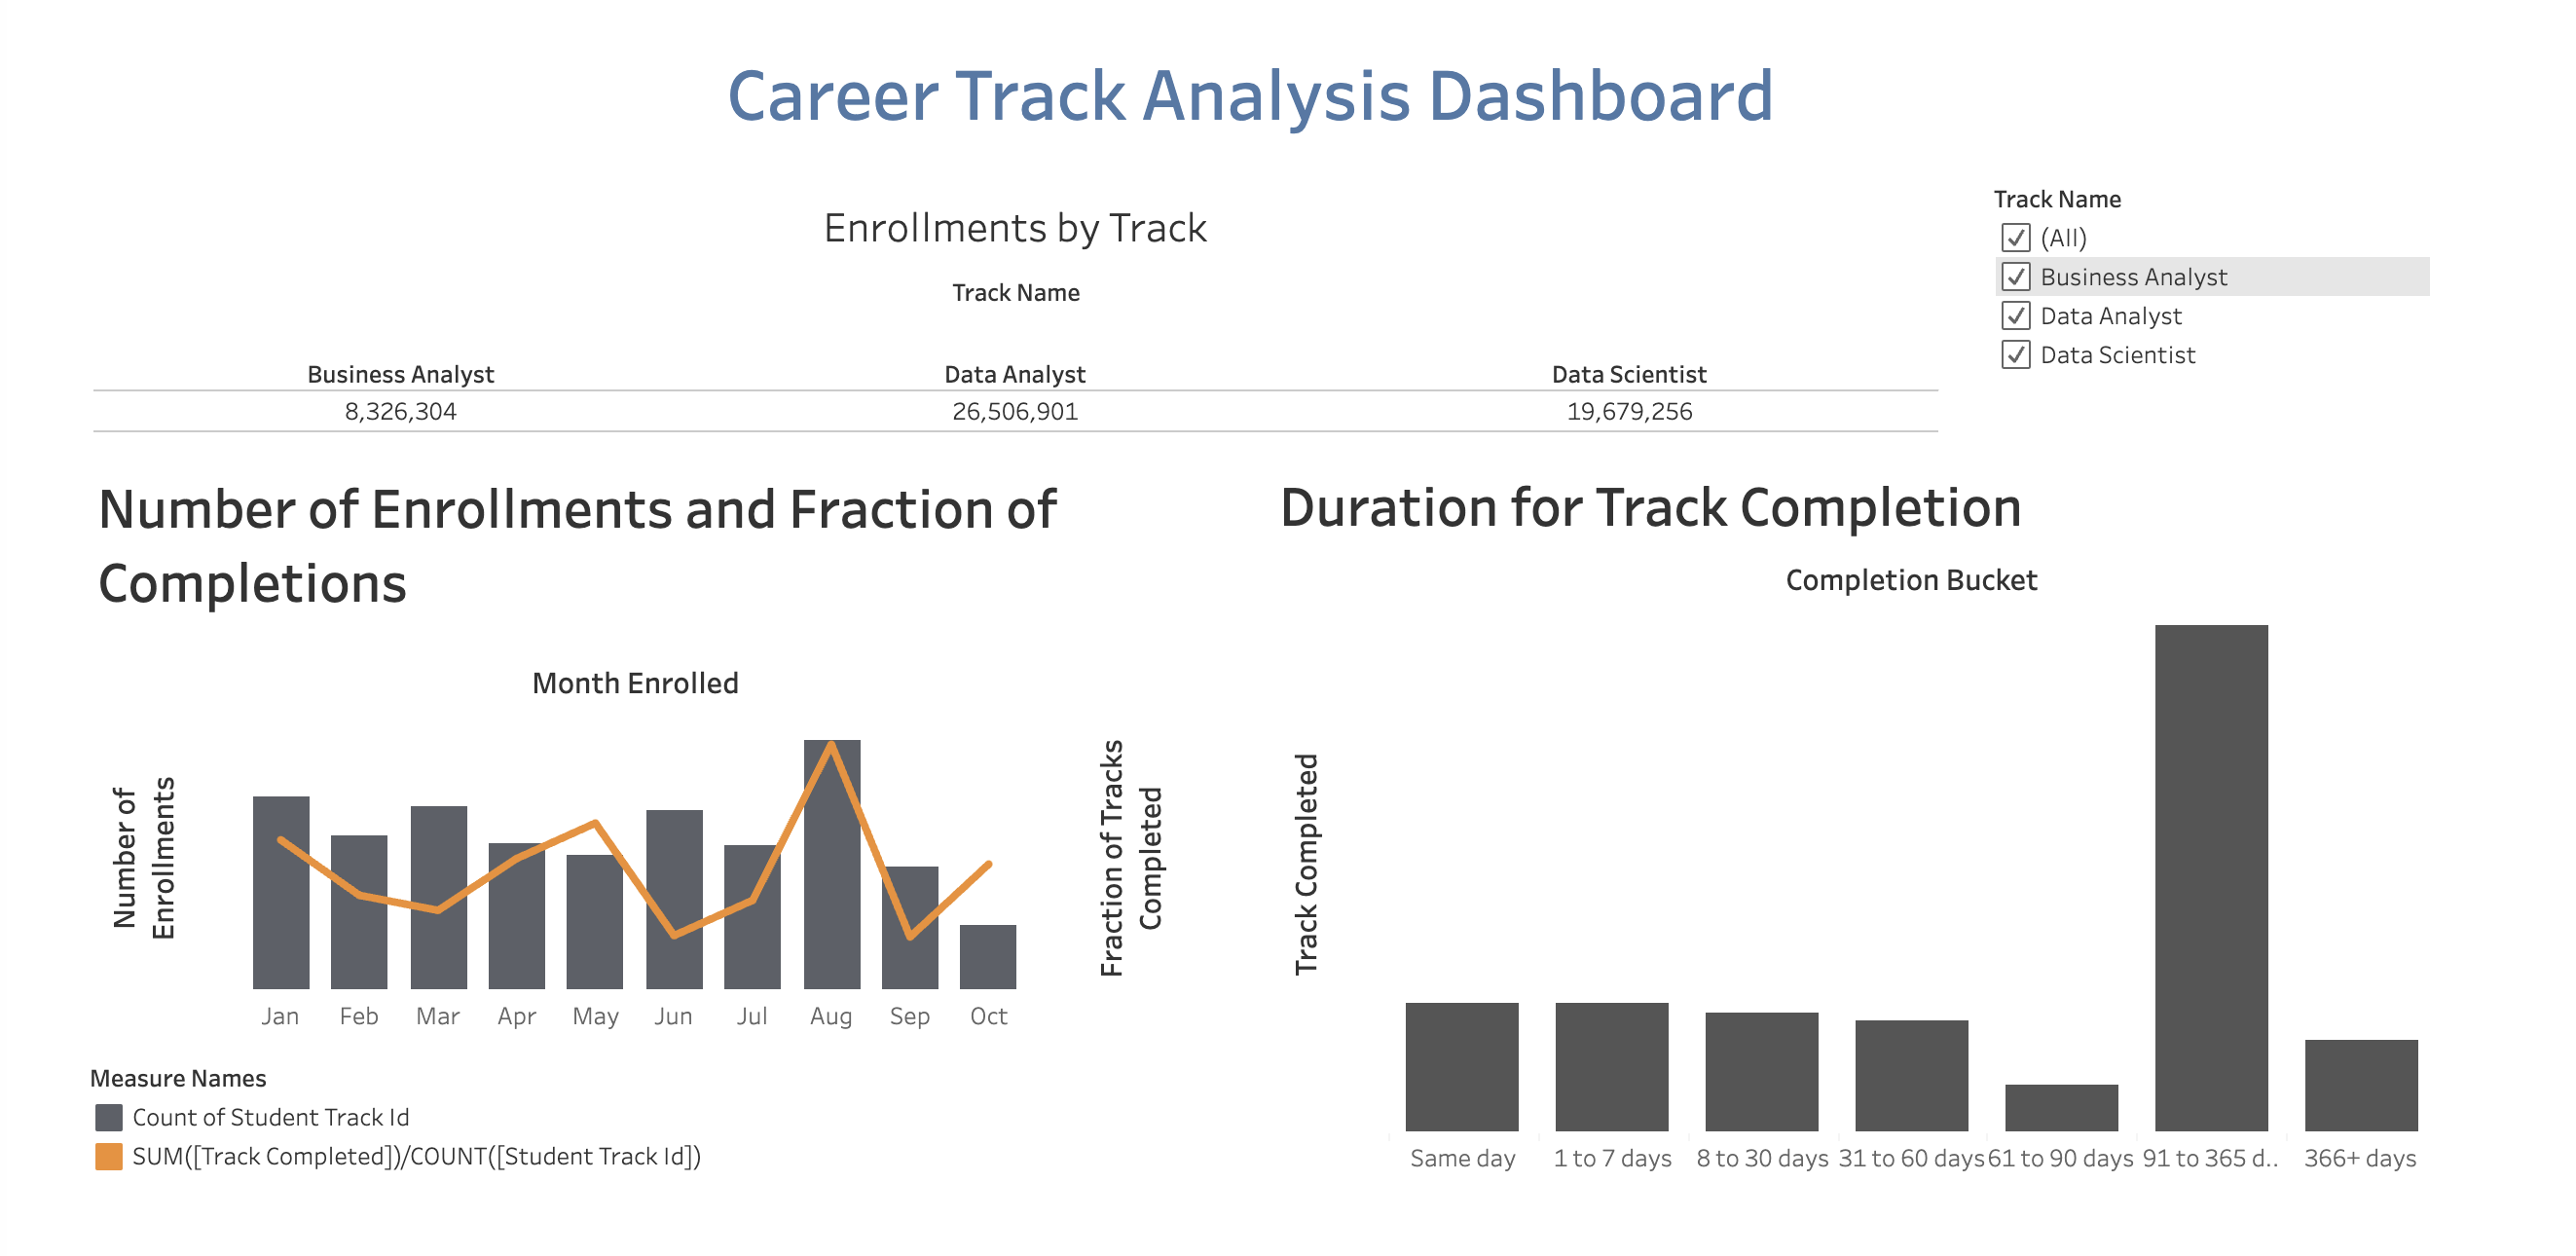 Career Track Analysis Dashboard
Enrollments by Track
Track Name
Business Analyst Data Analyst Data Scientist
8,326,304 26,506,901 19,679,256
Track Name
(All)
Business Analyst
Data Analyst
Data Scientist
Number of Enrollments and Fraction of
Completions
Month Enrolled
Number of
Enrollments
Fraction of Tracks
Completed
Jan Feb Mar Apr May Jun Jul Aug Sep Oct
Measure Names
Count of Student Track Id
SUM([Track Completed])/COUNT([Student Track Id])
Duration for Track Completion
Completion Bucket
Track Completed
Same day 1 to 7 days 8 to 30 days 31 to 60 days 61 to 90 days 91 to 365 d.. 366+ days